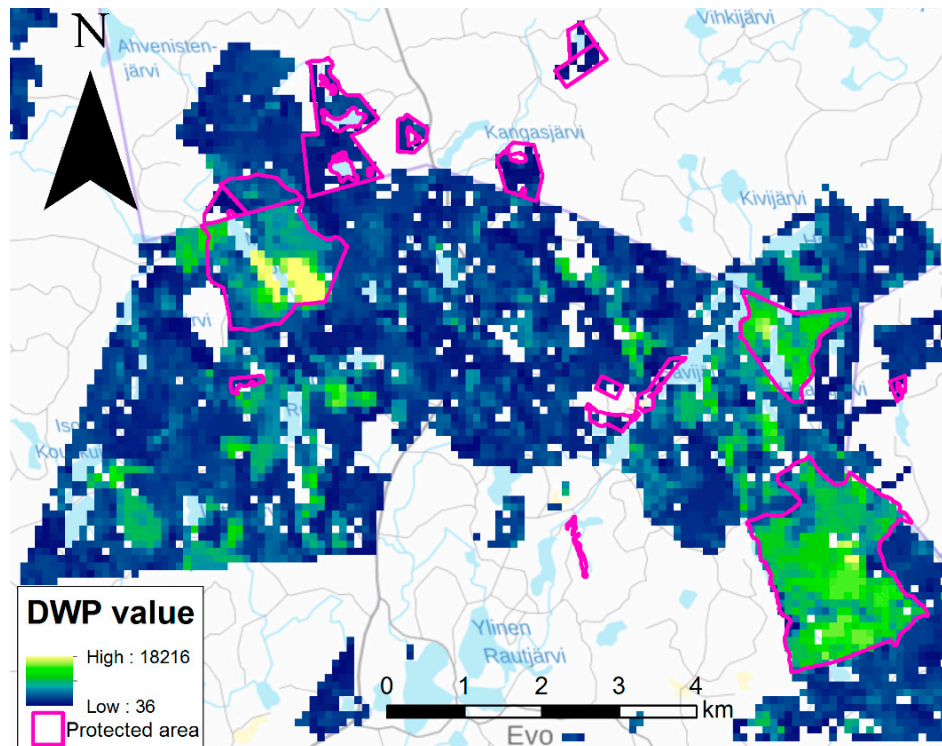 N
Ahvenisten-
järvi
Vihkijärvi
Kangasjärvi
Kivijärvi
DWP value
High : 18216
Low : 36
Protected area
Ylinen
Rautjärvi
0 1 2 3 4
km
Evo